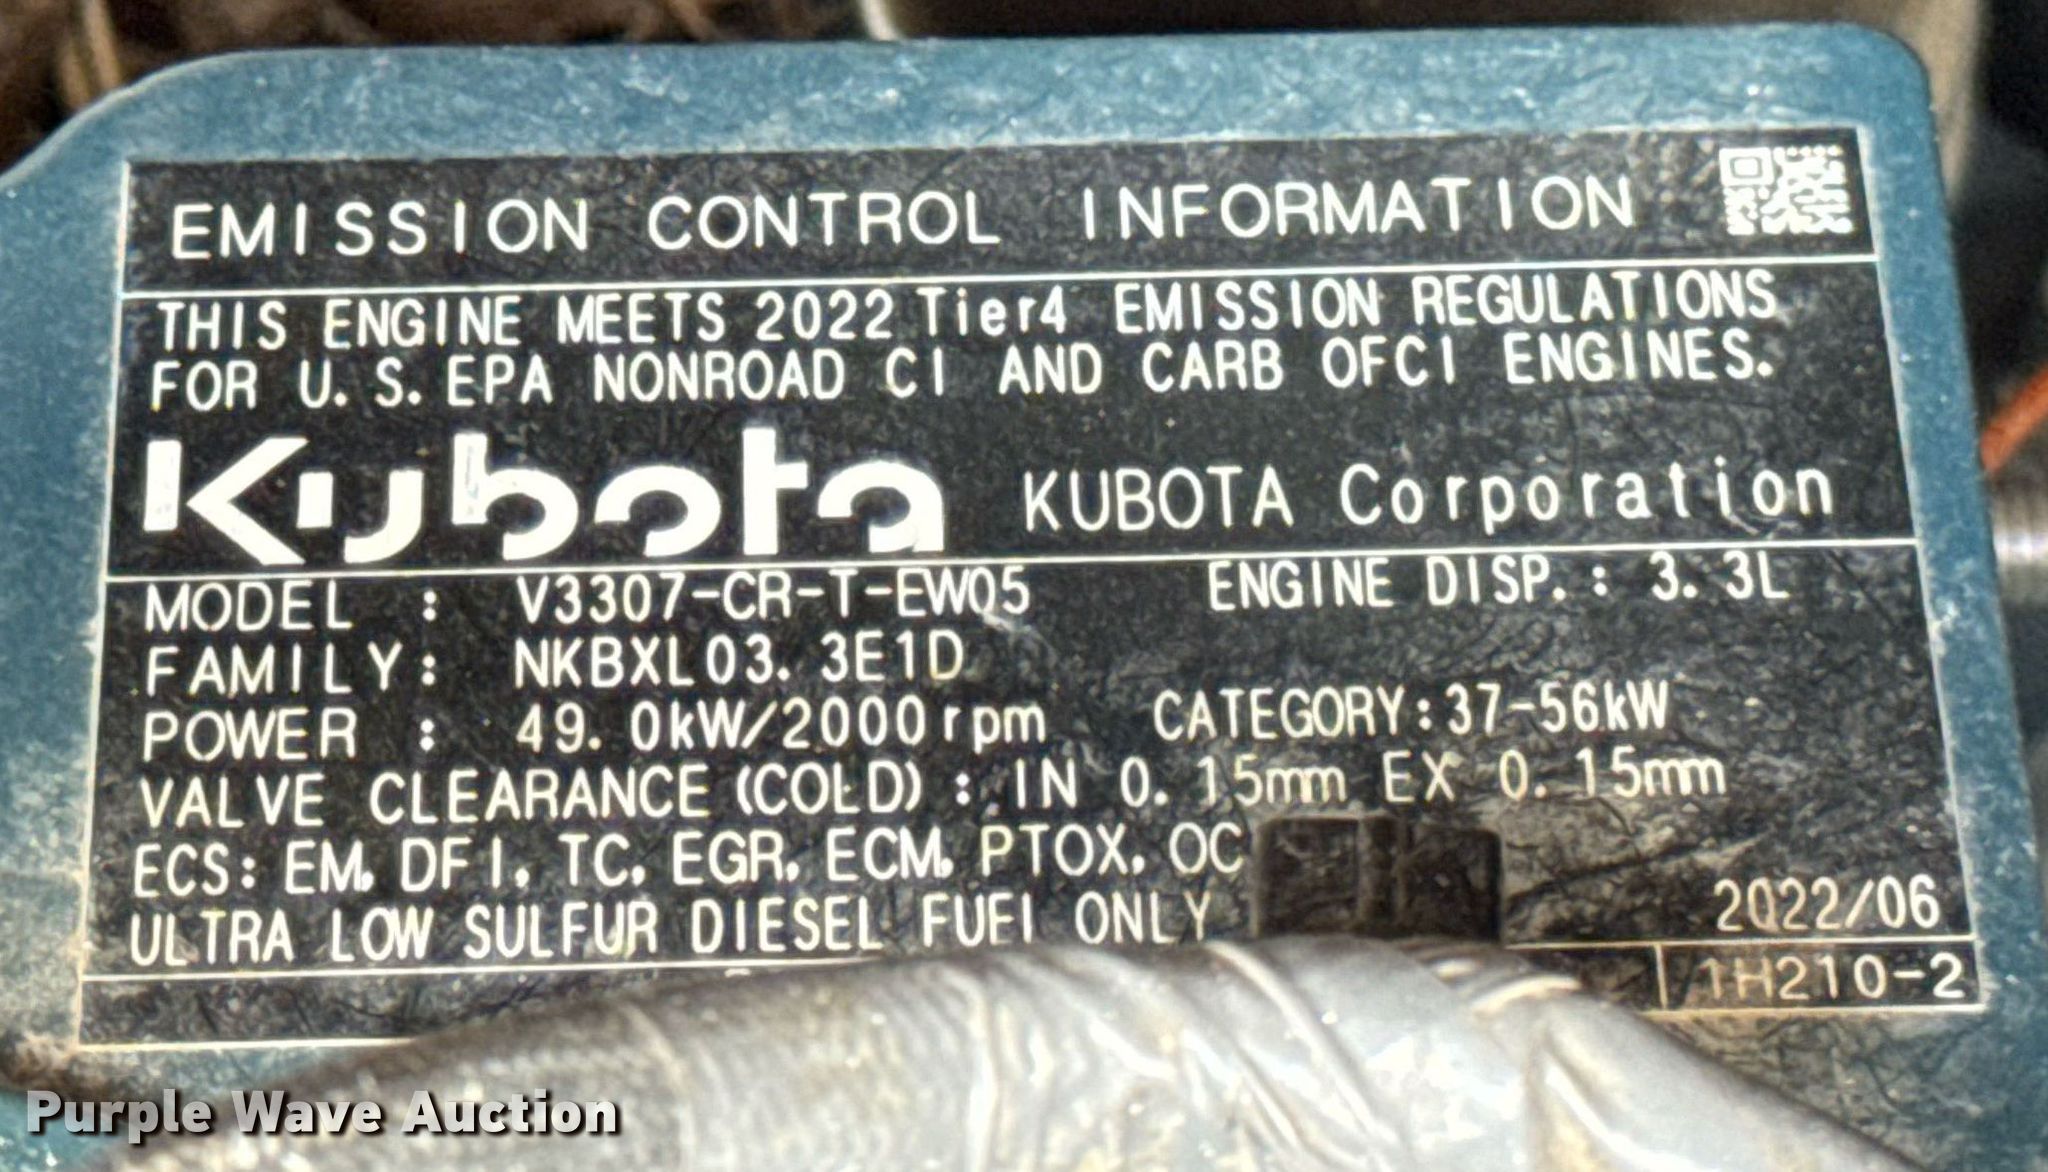 EMISSION CONTROL INFORMATION
THIS ENGINE MEETS 2022 Tier4 EMISSION REGULATIONS
FOR U.S.EPA NONROAD CI AND CARB OFCI ENGINES.
Kubota KUBOTA Corporation
MODEL : V3307-CR-T-EW05 ENGINE DISP.: 3.3L
FAMILY: NKBXL03.3E1D
POWER : 49.0kW/2000rpm CATEGORY:37-56kW
VALVE CLEARANCE (COLD) : IN 0.15mm EX 0.15mm
ECS: EM, DFI, TC, EGR, ECM, PTOX, OC
ULTRA LOW SULFUR DIESEL FUEL ONLY
2022/06
1H210-2
Purple Wave Auction